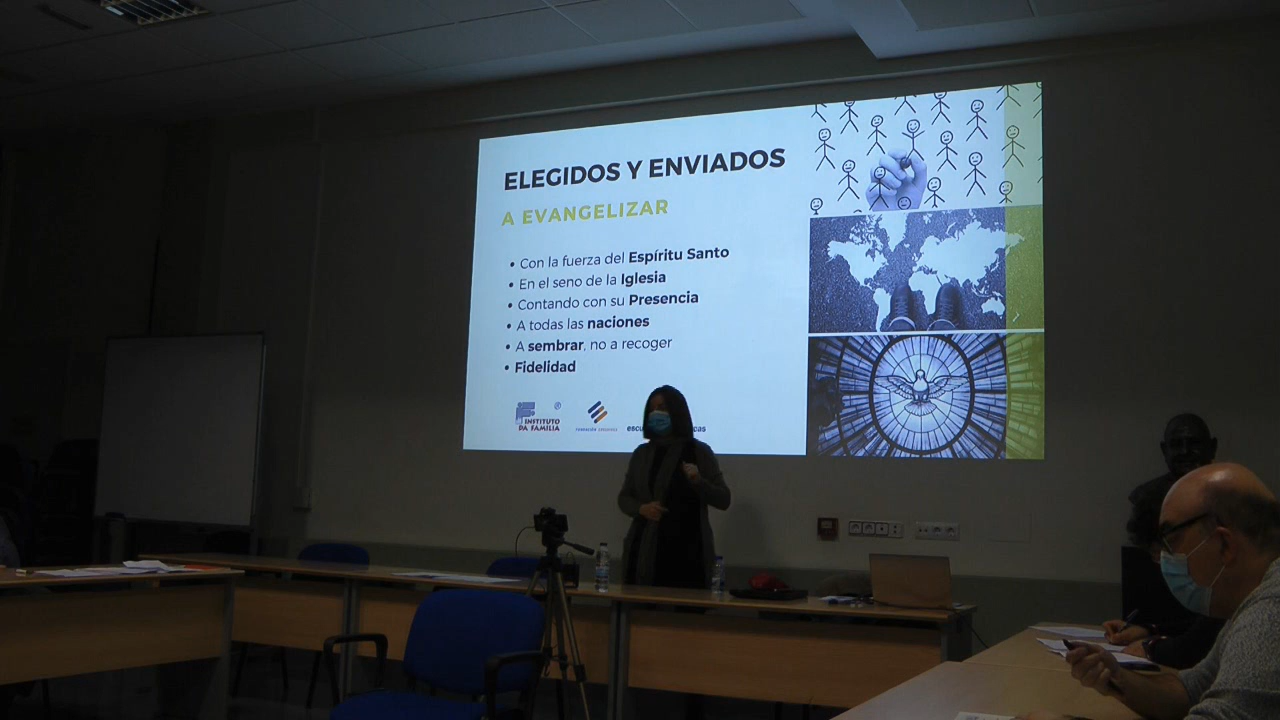 ELEGIDOS Y ENVIADOS
A EVANGELIZAR
• Con la fuerza del Espíritu Santo
• En el seno de la Iglesia
• Contando con su Presencia
• A todas las naciones
• A sembrar, no a recoger
• Fidelidad
INSTITUTO
DA FAMILIA
FUNDACIÓN